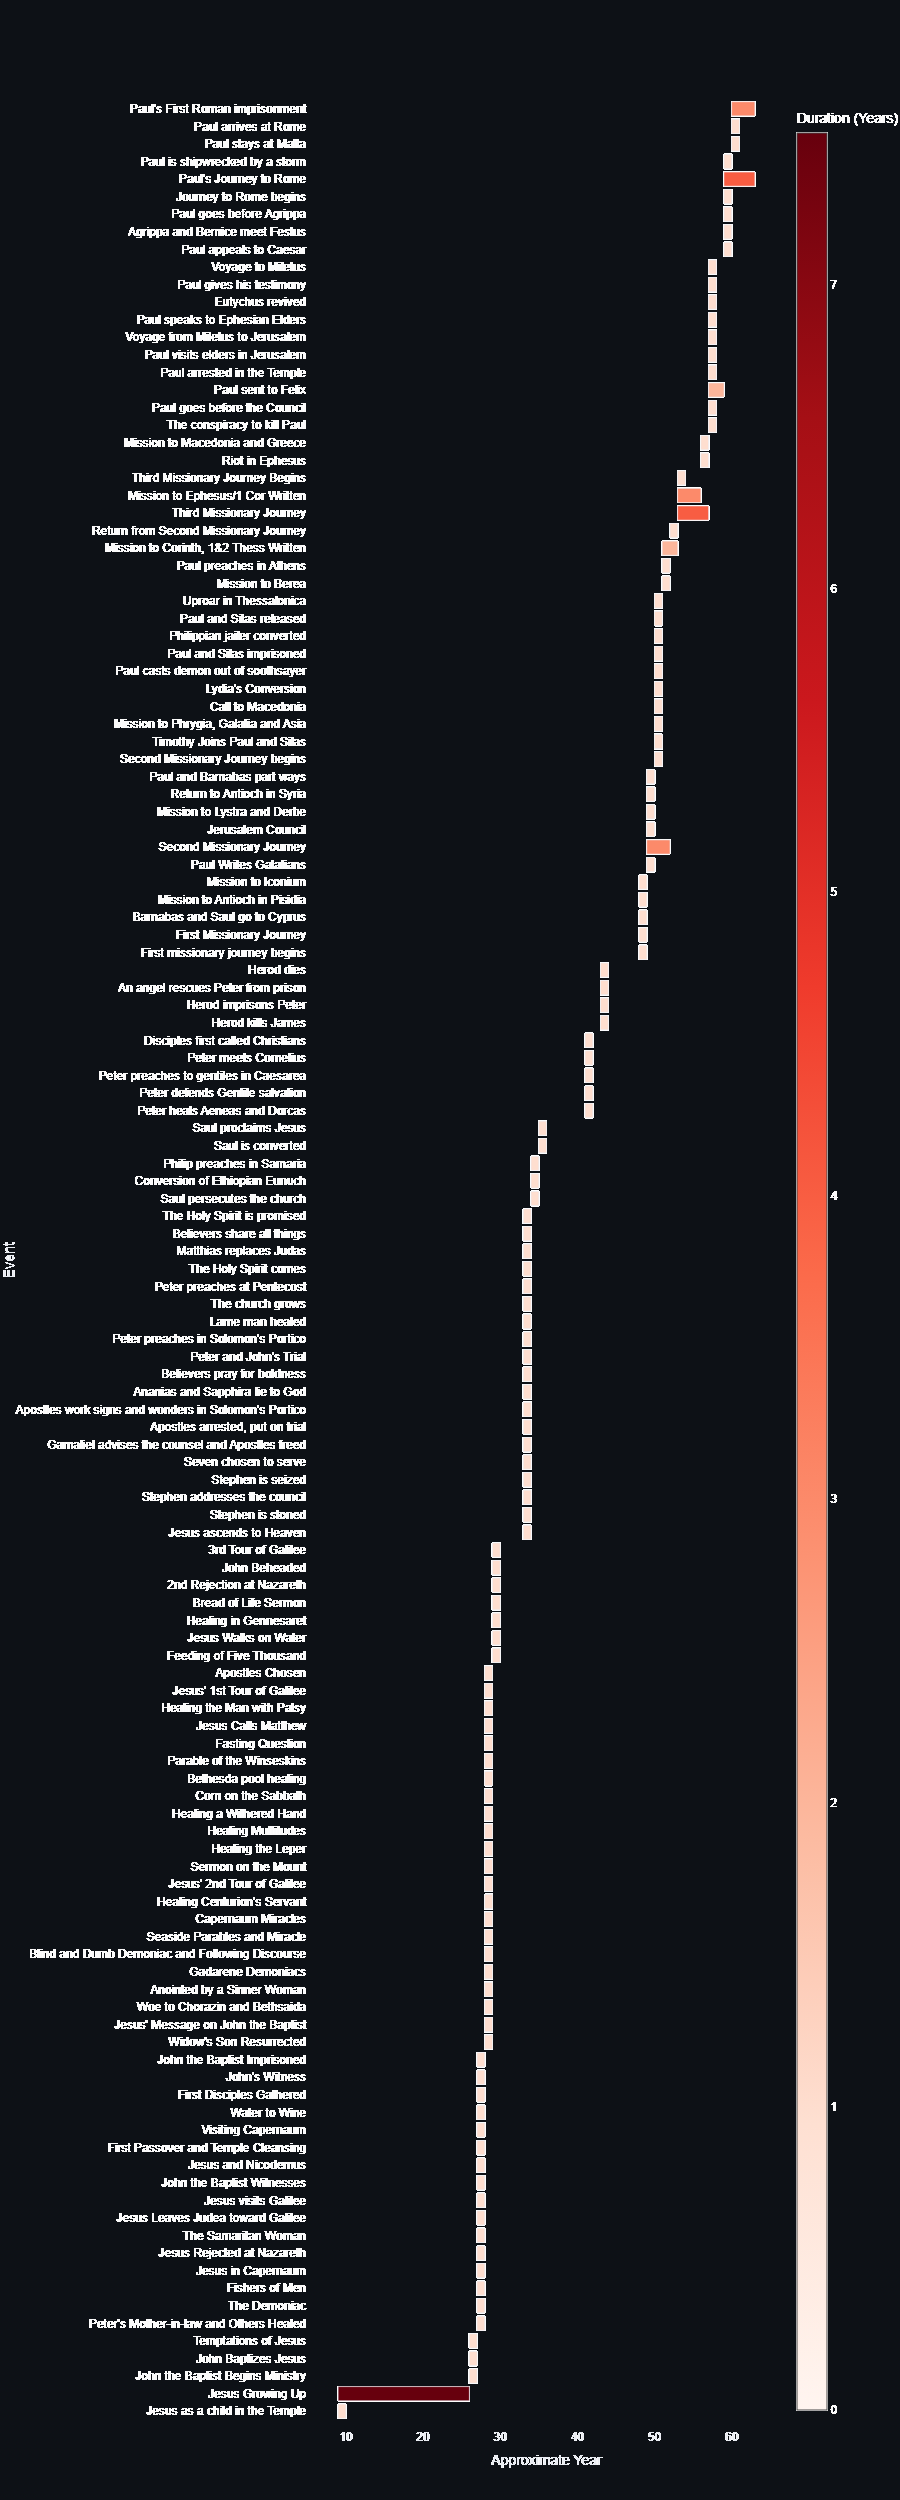 Duration (Years)
Paul's First Roman imprisonment
Paul arrives at Rome
Paul stays at Malta
Paul is shipwrecked by a storm
Paul's Journey to Rome
Journey to Rome begins
Paul goes before Agrippa
Agrippa and Bernice meet Festus
Paul appeals to Caesar
Voyage to Miletus
Paul gives his testimony
Eutychus revived
Paul speaks to Ephesian Elders
Voyage from Miletus to Jerusalem
Paul visits elders in Jerusalem
Paul arrested in the Temple
Paul sent to Felix
Paul goes before the Council
The conspiracy to kill Paul
Mission to Macedonia and Greece
Riot in Ephesus
Third Missionary Journey Begins
Mission to Ephesus/1 Cor Written
Third Missionary Journey
Return from Second Missionary Journey
Mission to Corinth, 1&2 Thess Written
Paul preaches in Athens
Mission to Berea
Uproar in Thessalonica
Paul and Silas released
Philippian jailer converted
Paul and Silas imprisoned
Paul casts demon out of soothsayer
Lydia's Conversion
Call to Macedonia
Mission to Phrygia, Galatia and Asia
Timothy Joins Paul and Silas
Second Missionary Journey begins
Paul and Barnabas part ways
Return to Antioch in Syria
Mission to Lystra and Derbe
Jerusalem Council
Second Missionary Journey
Paul Writes Galatians
Mission to Iconium
Mission to Antioch in Pisidia
Barnabas and Saul go to Cyprus
First Missionary Journey
First missionary journey begins
Herod dies
An angel rescues Peter from prison
Herod imprisons Peter
Herod kills James
Disciples first called Christians
Peter meets Cornelius
Peter preaches to gentiles in Caesarea
Peter defends Gentile salvation
Peter heals Aeneas and Dorcas
Saul proclaims Jesus
Saul is converted
Philip preaches in Samaria
Conversion of Ethiopian Eunuch
Saul persecutes the church
The Holy Spirit is promised
Believers share all things
Matthias replaces Judas
The Holy Spirit comes
Peter preaches at Pentecost
The church grows
Lame man healed
Peter preaches in Solomon's Portico
Peter and John's Trial
Believers pray for boldness
Ananias and Sapphira lie to God
Apostles work signs and wonders in Solomon's Portico
Apostles arrested, put on trial
Gamaliel advises the counsel and Apostles freed
Seven chosen to serve
Stephen is seized
Stephen addresses the council
Stephen is stoned
Jesus ascends to Heaven
3rd Tour of Galilee
John Beheaded
2nd Rejection at Nazareth
Bread of Life Sermon
Healing in Gennesaret
Jesus Walks on Water
Feeding of Five Thousand
Apostles Chosen
Jesus' 1st Tour of Galilee
Healing the Man with Palsy
Jesus Calls Matthew
Fasting Question
Parable of the Winseskins
Bethesda pool healing
Corn on the Sabbath
Healing a Withered Hand
Healing Multitudes
Healing the Leper
Sermon on the Mount
Jesus' 2nd Tour of Galilee
Healing Centurion's Servant
Capernaum Miracles
Seaside Parables and Miracle
Blind and Dumb Demoniac and Following Discourse
Gadarene Demoniacs
Anointed by a Sinner Woman
Woe to Chorazin and Bethsaida
Jesus' Message on John the Baptist
Widow's Son Resurrected
John the Baptist Imprisoned
John's Witness
First Disciples Gathered
Water to Wine
Visiting Capernaum
First Passover and Temple Cleansing
Jesus and Nicodemus
John the Baptist Witnesses
Jesus visits Galilee
Jesus Leaves Judea toward Galilee
The Samaritan Woman
Jesus Rejected at Nazareth
Jesus in Capernaum
Fishers of Men
The Demoniac
Peter's Mother-in-law and Others Healed
Temptations of Jesus
John Baptizes Jesus
John the Baptist Begins Ministry
Jesus Growing Up
Jesus as a child in the Temple
Event
10 20 30 40 50 60
Approximate Year
7
6
5
4
3
2
1
0